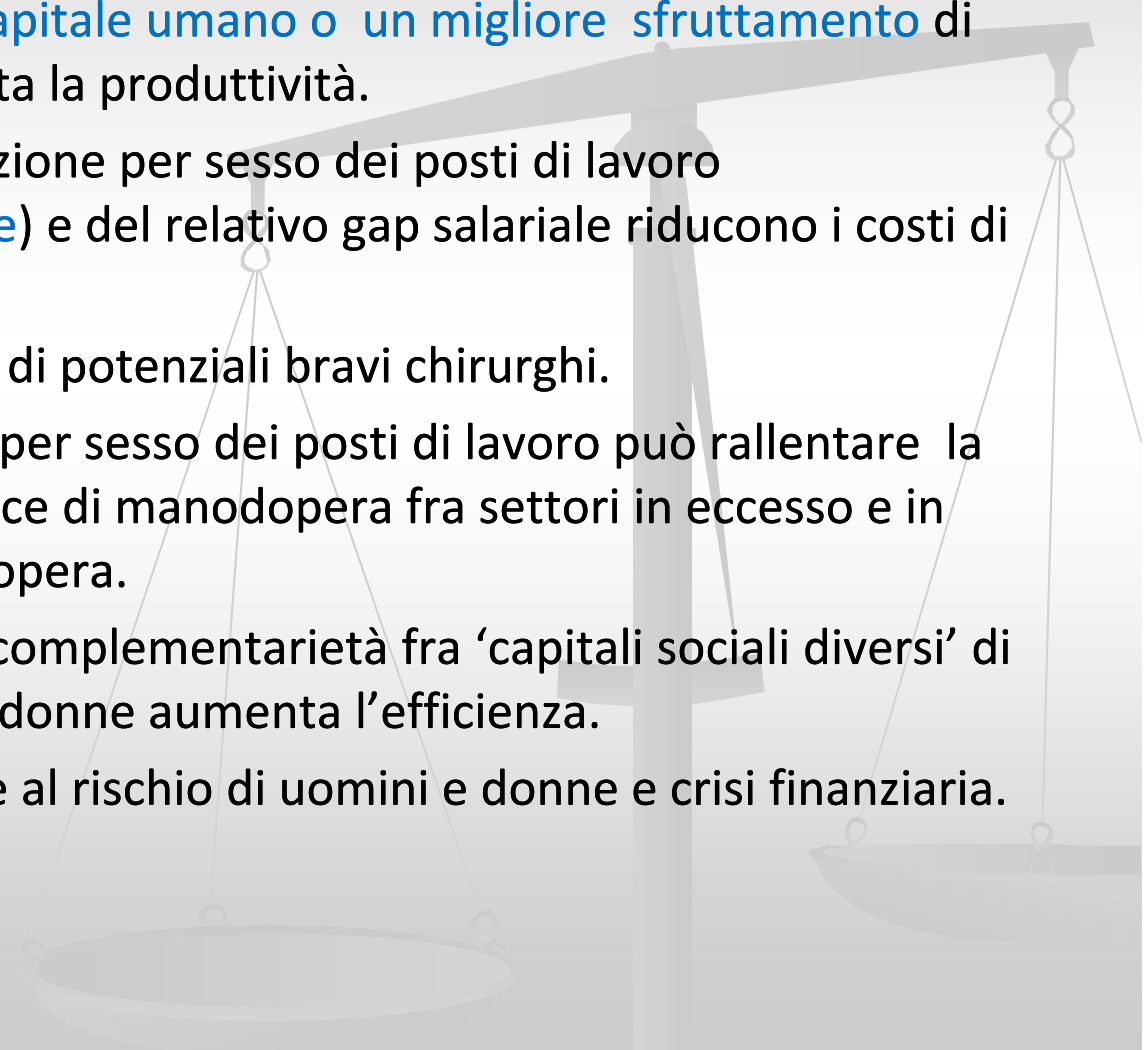 apitale umano o un migliore sfruttamento di
ta la produttività.
zione per sesso dei posti di lavoro
e) e del relativo gap salariale riducono i costi di
di potenziali bravi chirurghi.
per sesso dei posti di lavoro può rallentare la
ce di manodopera fra settori in eccesso e in
opera.
complementarietà fra ‘capitali sociali diversi’ di
donne aumenta l’efficienza.
e al rischio di uomini e donne e crisi finanziaria.